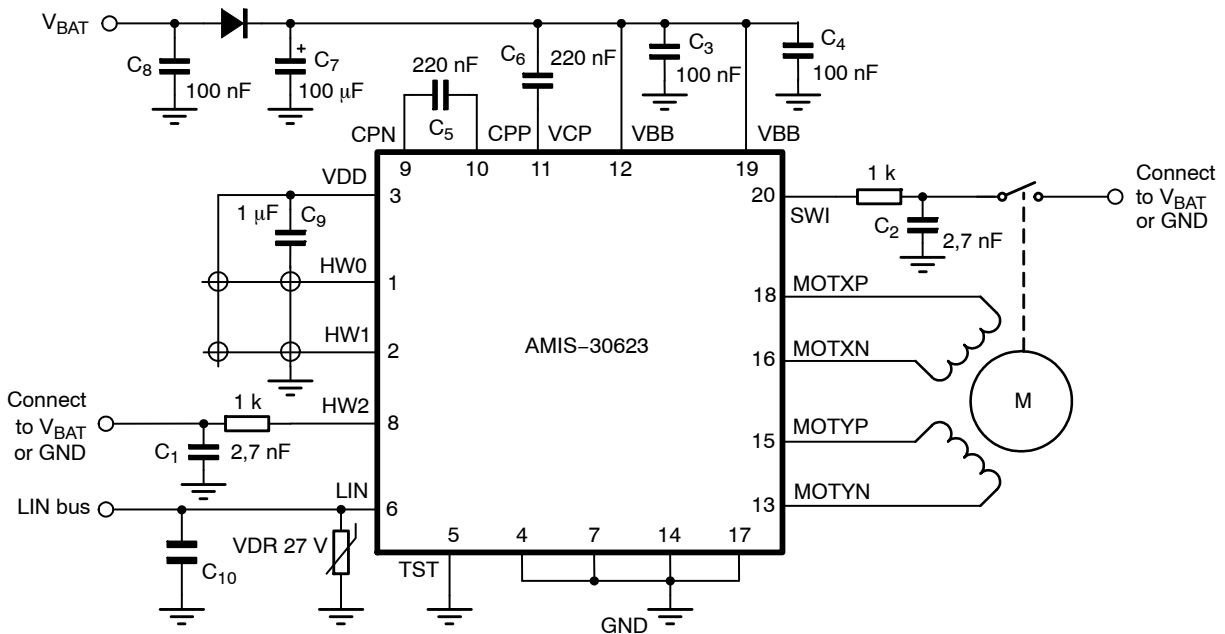 VBAT
C8
100 nF
+
C7
100 µF
220 nF
C5
C6
220 nF
C3
100 nF
C4
100 nF
CPN
CPP
VCP
VBB
VBB
9
10
11
12
19
VDD
3
1 µF
C9
HW0
1
HW1
2
AMIS−30623
20
SWI
1 k
C2
2,7 nF
Connect
to VBAT
or GND
18
MOTXP
16
MOTXN
M
15
MOTYP
13
MOTYN
Connect
to VBAT
or GND
1 k
HW2
8
C1
2,7 nF
LIN bus
LIN
6
C10
VDR 27 V
5
4
7
14
17
TST
GND